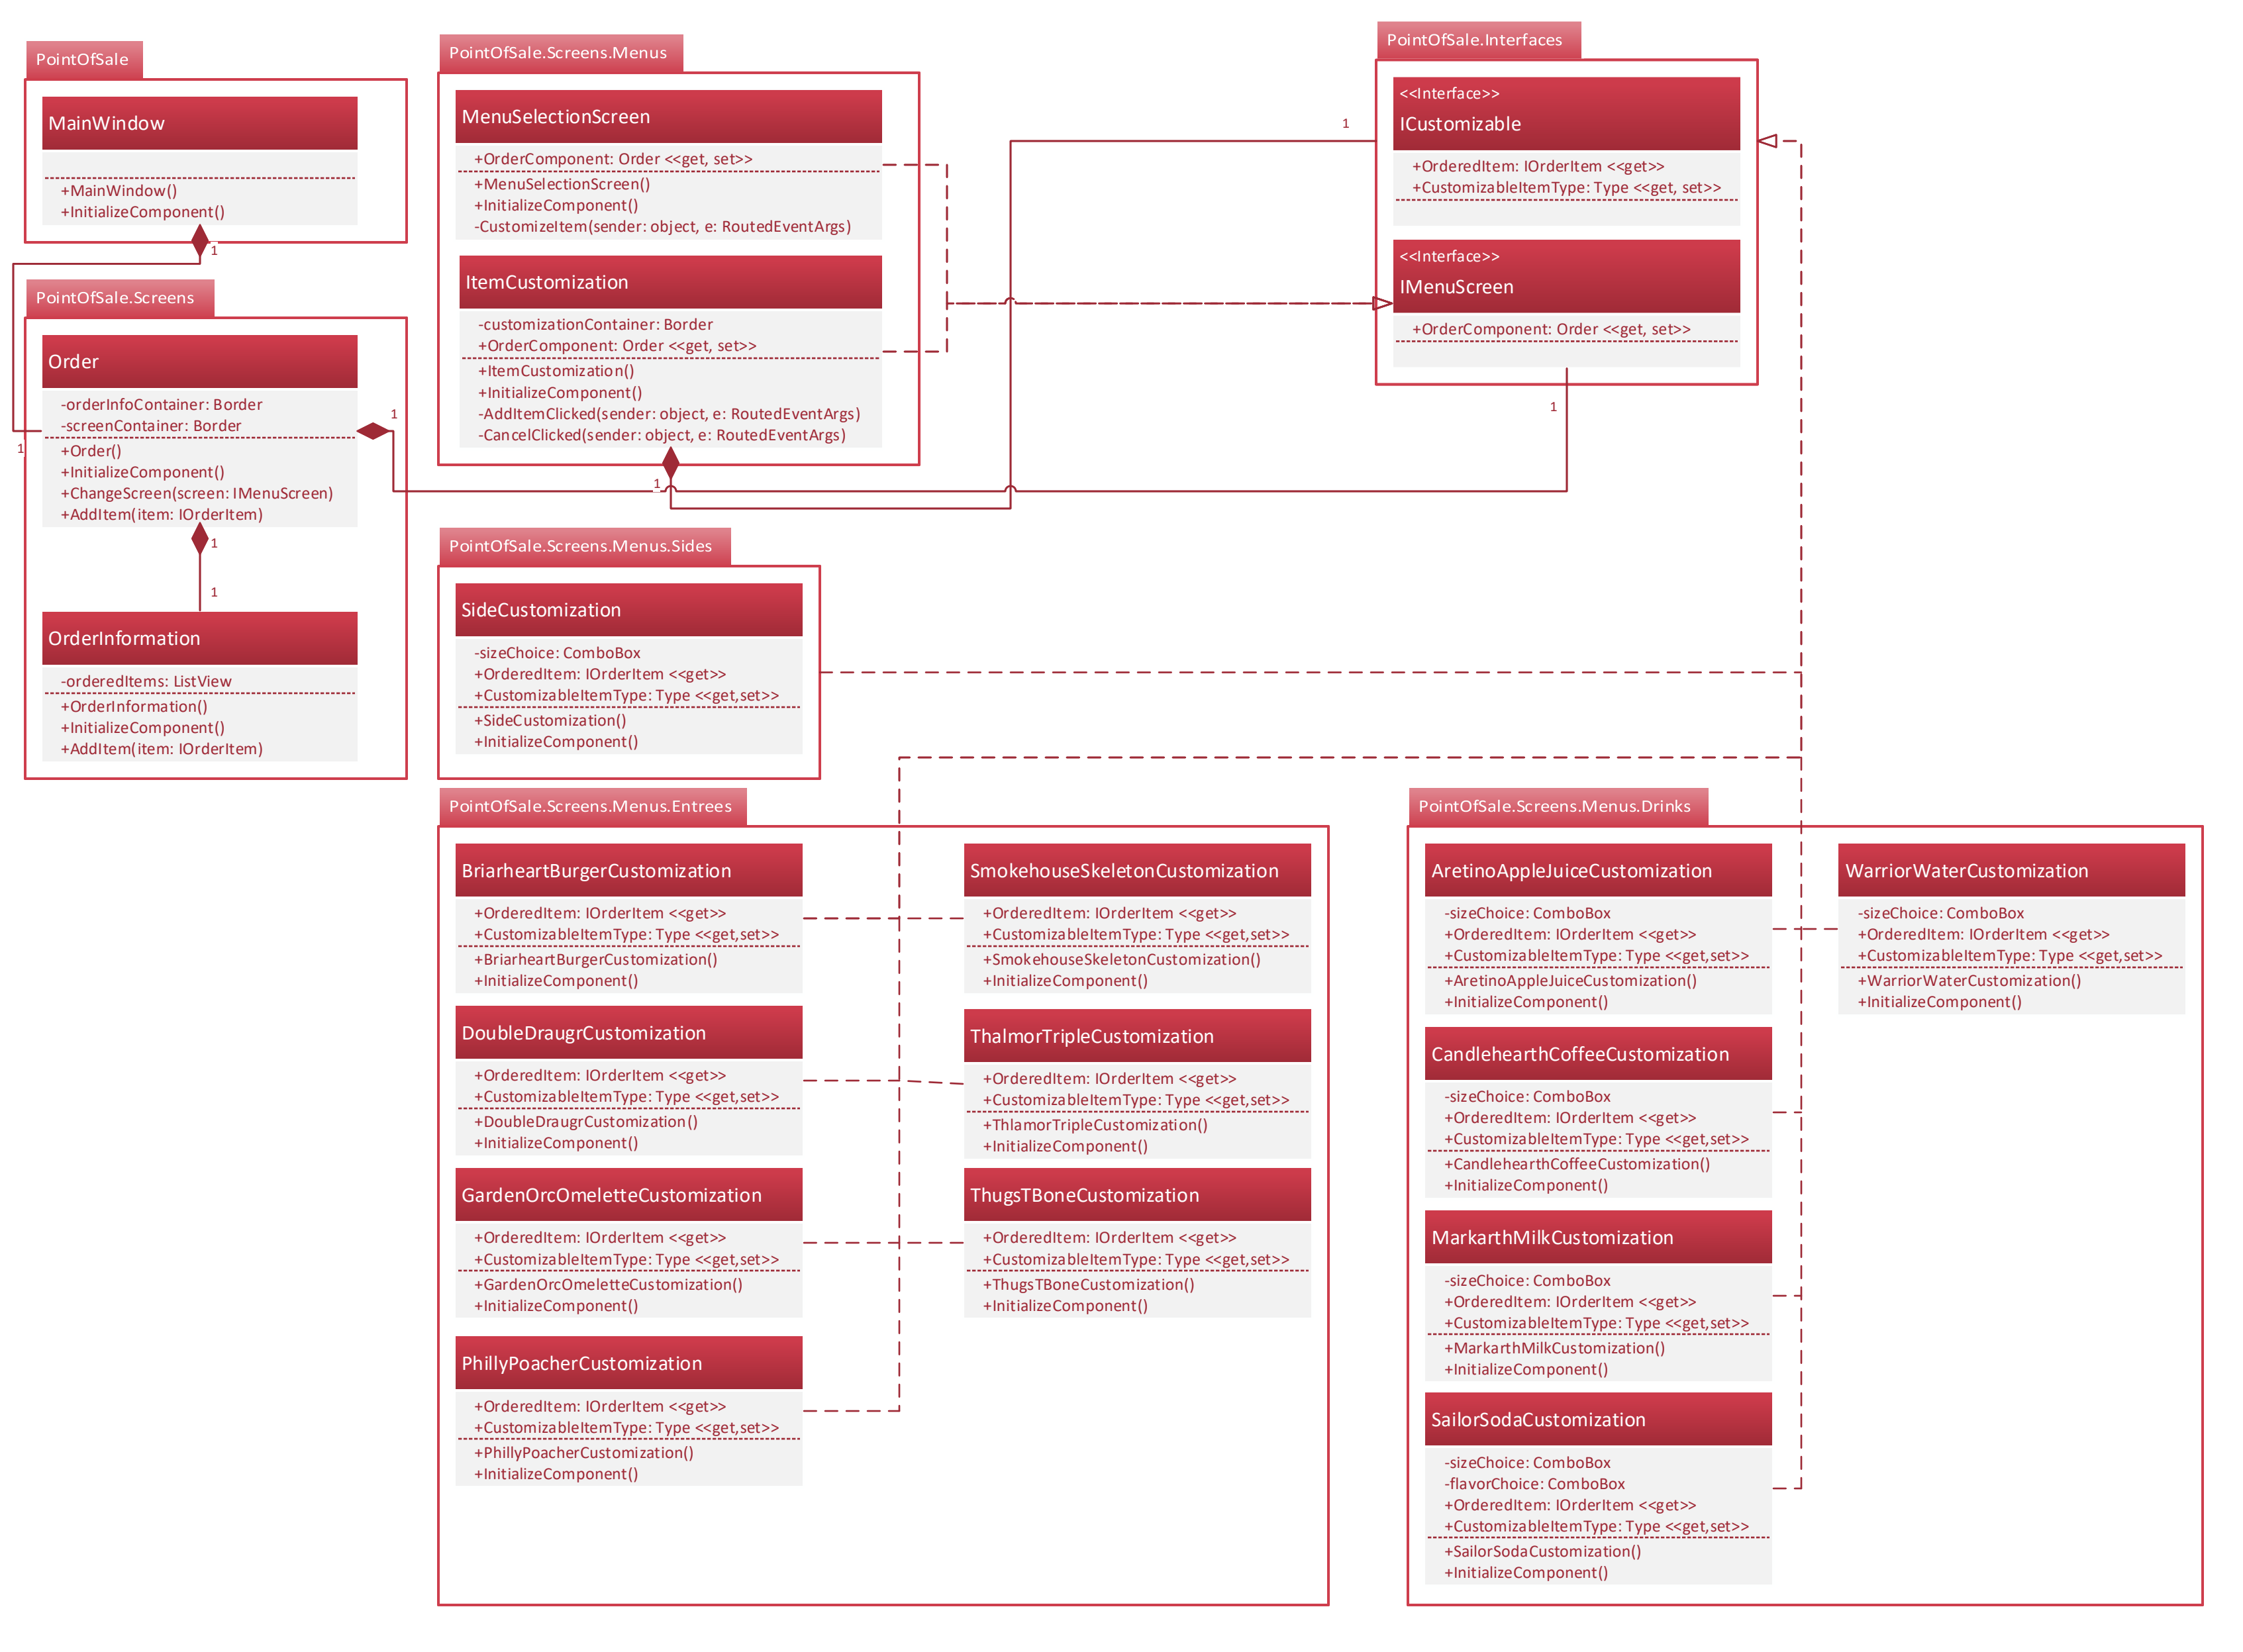 PointOfSale
MainWindow
+MainWindow()
+InitializeComponent()
1
1
PointOfSale.Screens
Order
-orderInfoContainer: Border
-screenContainer: Border
+Order()
+InitializeComponent()
+ChangeScreen(screen: IMenuScreen)
+AddItem(item: IOrderItem)
1
1
1
OrderInformation
-orderedItems: ListView
+OrderInformation()
+InitializeComponent()
+AddItem(item: IOrderItem)
PointOfSale.Screens.Menus
MenuSelectionScreen
+OrderComponent: Order <<get, set>>
+MenuSelectionScreen()
+InitializeComponent()
-CustomizeItem(sender: object, e: RoutedEventArgs)
ItemCustomization
-customizationContainer: Border
+OrderComponent: Order <<get, set>>
+ItemCustomization()
+InitializeComponent()
-AddItemClicked(sender: object, e: RoutedEventArgs)
-CancelClicked(sender: object, e: RoutedEventArgs)
1
PointOfSale.Interfaces
1
<<Interface>>
ICustomizable
+OrderedItem: IOrderItem <<get>>
+CustomizableItemType: Type <<get, set>>
<<Interface>>
IMenuScreen
+OrderComponent: Order <<get, set>>
1
PointOfSale.Screens.Menus.Sides
SideCustomization
-sizeChoice: ComboBox
+OrderedItem: IOrderItem <<get>>
+CustomizableItemType: Type <<get,set>>
+SideCustomization()
+InitializeComponent()
PointOfSale.Screens.Menus.Entrees
BriarheartBurgerCustomization
+OrderedItem: IOrderItem <<get>>
+CustomizableItemType: Type <<get,set>>
+BriarheartBurgerCustomization()
+InitializeComponent()
DoubleDraugrCustomization
+OrderedItem: IOrderItem <<get>>
+CustomizableItemType: Type <<get,set>>
+DoubleDraugrCustomization()
+InitializeComponent()
GardenOrcOmeletteCustomization
+OrderedItem: IOrderItem <<get>>
+CustomizableItemType: Type <<get,set>>
+GardenOrcOmeletteCustomization()
+InitializeComponent()
PhillyPoacherCustomization
+OrderedItem: IOrderItem <<get>>
+CustomizableItemType: Type <<get,set>>
+PhillyPoacherCustomization()
+InitializeComponent()
SmokehouseSkeletonCustomization
+OrderedItem: IOrderItem <<get>>
+CustomizableItemType: Type <<get,set>>
+SmokehouseSkeletonCustomization()
+InitializeComponent()
ThalmorTripleCustomization
+OrderedItem: IOrderItem <<get>>
+CustomizableItemType: Type <<get,set>>
+ThlamorTripleCustomization()
+InitializeComponent()
ThugsTBoneCustomization
+OrderedItem: IOrderItem <<get>>
+CustomizableItemType: Type <<get,set>>
+ThugsTBoneCustomization()
+InitializeComponent()
PointOfSale.Screens.Menus.Drinks
AretinoAppleJuiceCustomization
-sizeChoice: ComboBox
+OrderedItem: IOrderItem <<get>>
+CustomizableItemType: Type <<get,set>>
+AretinoAppleJuiceCustomization()
+InitializeComponent()
CandlehearthCoffeeCustomization
-sizeChoice: ComboBox
+OrderedItem: IOrderItem <<get>>
+CustomizableItemType: Type <<get,set>>
+CandlehearthCoffeeCustomization()
+InitializeComponent()
MarkarthMilkCustomization
-sizeChoice: ComboBox
+OrderedItem: IOrderItem <<get>>
+CustomizableItemType: Type <<get,set>>
+MarkarthMilkCustomization()
+InitializeComponent()
SailorSodaCustomization
-sizeChoice: ComboBox
-flavorChoice: ComboBox
+OrderedItem: IOrderItem <<get>>
+CustomizableItemType: Type <<get,set>>
+SailorSodaCustomization()
+InitializeComponent()
WarriorWaterCustomization
-sizeChoice: ComboBox
+OrderedItem: IOrderItem <<get>>
+CustomizableItemType: Type <<get,set>>
+WarriorWaterCustomization()
+InitializeComponent()